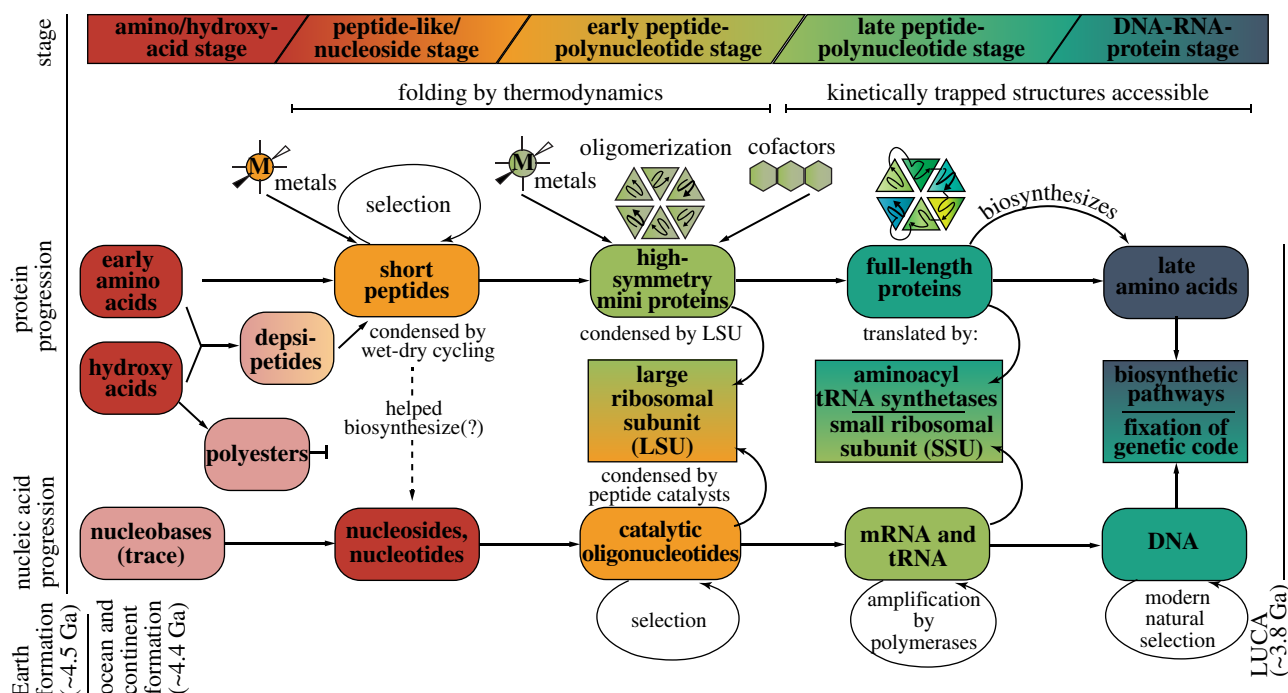 stage
amino/hydroxy-
acid stage
peptide-like/
nucleoside stage
early peptide-
polynucleotide stage
late peptide-
polynucleotide stage
DNA-RNA-
protein stage
folding by thermodynamics
kinetically trapped structures accessible
M
metals
selection
M
metals
oligomerization
cofactors
biosynthesizes
protein
progression
early
amino
acids
short
peptides
high-
symmetry
mini proteins
full-length
proteins
late
amino acids
hydroxy
acids
depsi-
petides
condensed by
wet-dry cycling
condensed by LSU
translated by:
polyesters
helped
biosynthesize(?)
large
ribosomal
subunit
(LSU)
aminoacyl
tRNA synthetases
small ribosomal
subunit (SSU)
biosynthetic
pathways
fixation of
genetic code
condensed by
peptide catalysts
nucleic acid
progression
nucleobases
(trace)
nucleosides,
nucleotides
catalytic
oligonucleotides
mRNA and
tRNA
DNA
selection
amplification
by
polymerases
modern
natural
selection
Earth
formation
(~4.5 Ga)
ocean and
continent
formation
(~4.4 Ga)
LUCA
(~3.8 Ga)